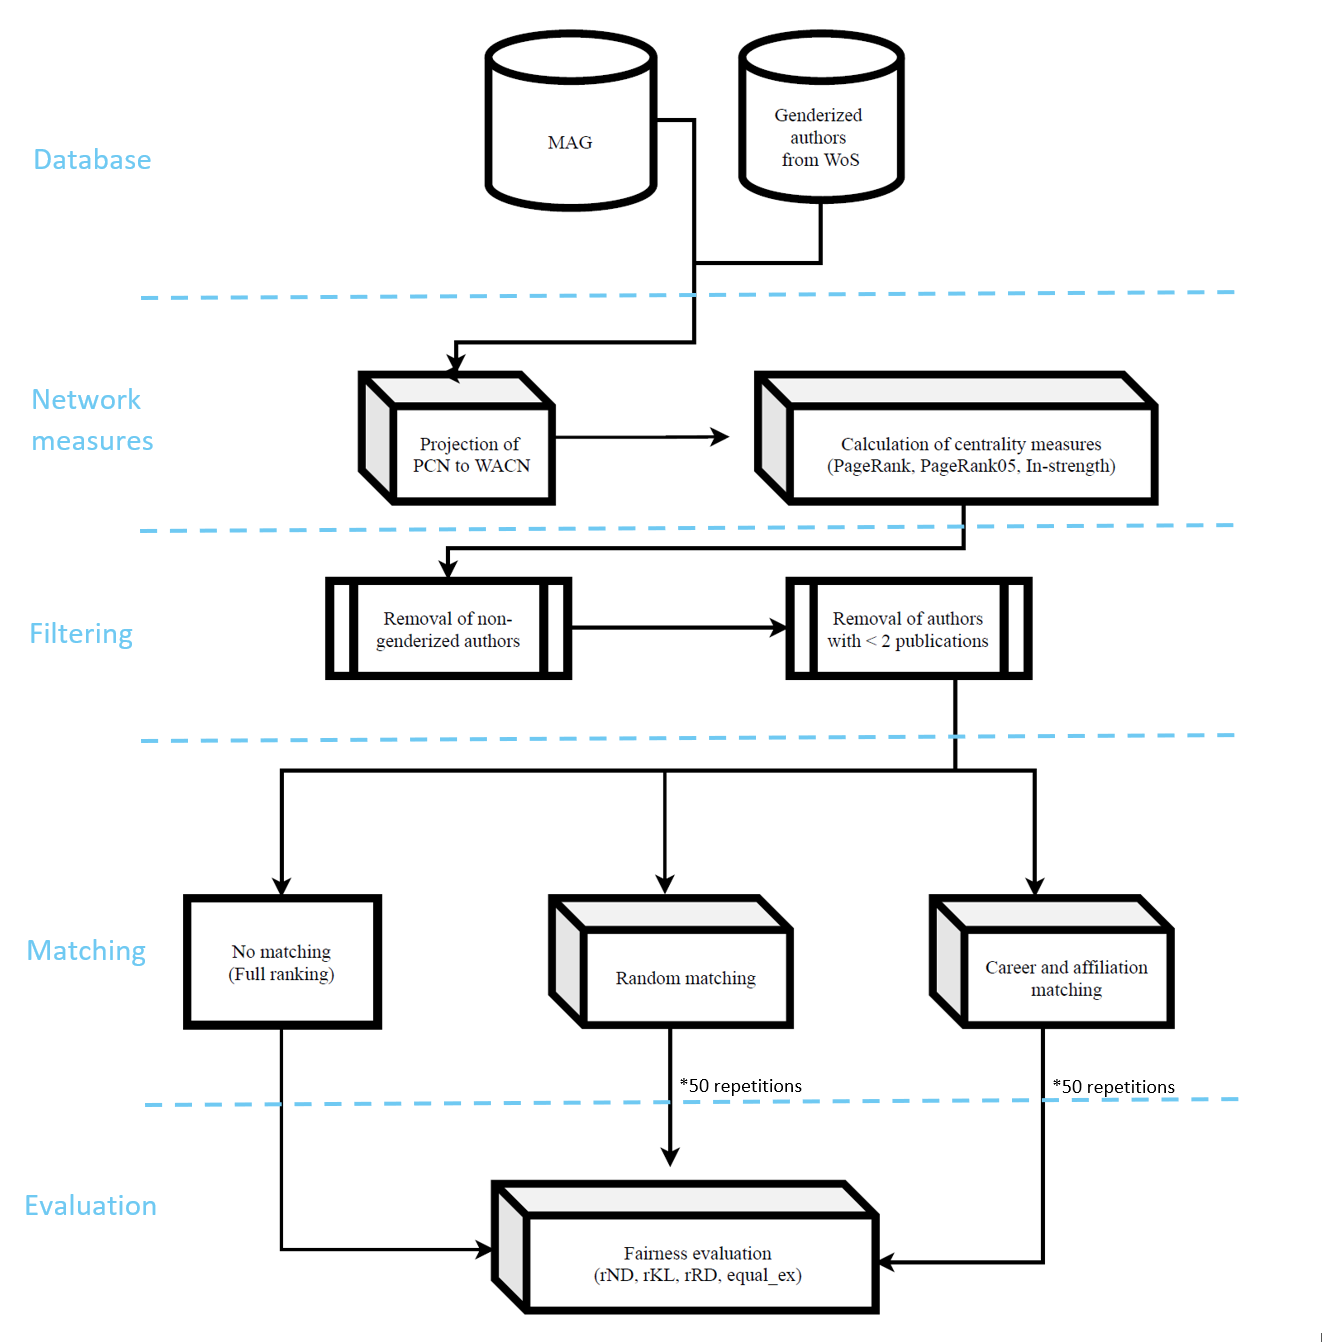 Database
MAG
Genderized
authors
from WoS
Network
measures
Projection of
PCN to WACN
Calculation of centrality measures
(PageRank, PageRank05, In-strength)
Filtering
Removal of non-
genderized authors
Removal of authors
with < 2 publications
Matching
No matching
(Full ranking)
Random matching
Career and affiliation
matching
*50 repetitions
*50 repetitions
Evaluation
Fairness evaluation
(rND, rKL, rRD, equal_ex)